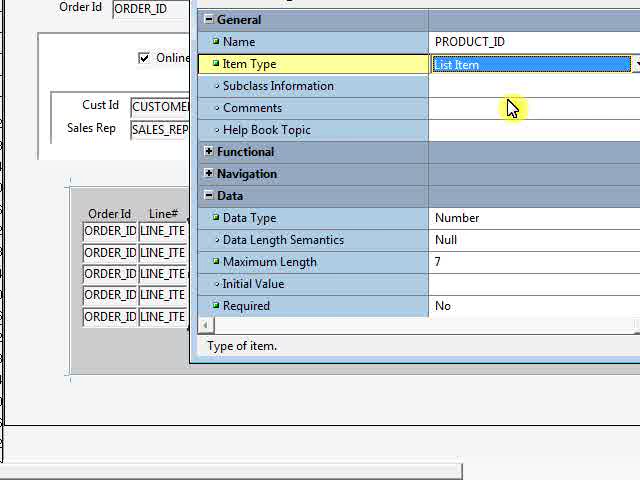 Order Id ORDER_ID
General
Name PRODUCT_ID
Item Type List Item
Online
Subclass Information
Cust Id CUSTOME
Comments
Sales Rep SALES_REP
Help Book Topic
Functional
Navigation
Data
Order Id Line#
Data Type Number
ORDER_ID LINE_ITE
Data Length Semantics Null
ORDER_ID LINE_ITE
Maximum Length 7
ORDER_ID LINE_ITE
Initial Value
ORDER_ID LINE_ITE
Required No
ORDER_ID LINE_ITE
Type of item.